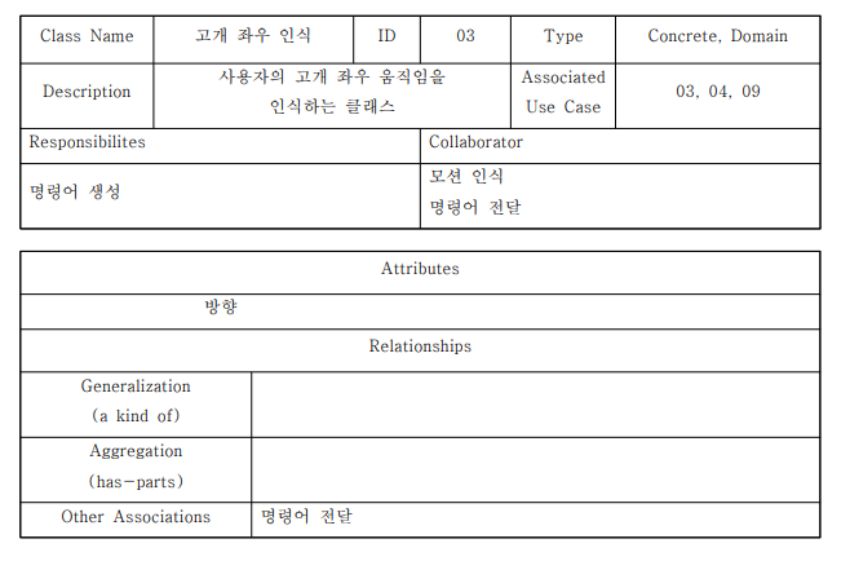 Class Name 고개 좌우 인식 ID 03 Type Concrete, Domain
Description 사용자의 고개 좌우 움직임을 인식하는 클래스 Associated Use Case 03, 04, 09
Responsibilites Collaborator
명령어 생성 모션 인식
명령어 전달
Attributes
방향
Relationships
Generalization
(a kind of)
Aggregation
(has-parts)
Other Associations 명령어 전달